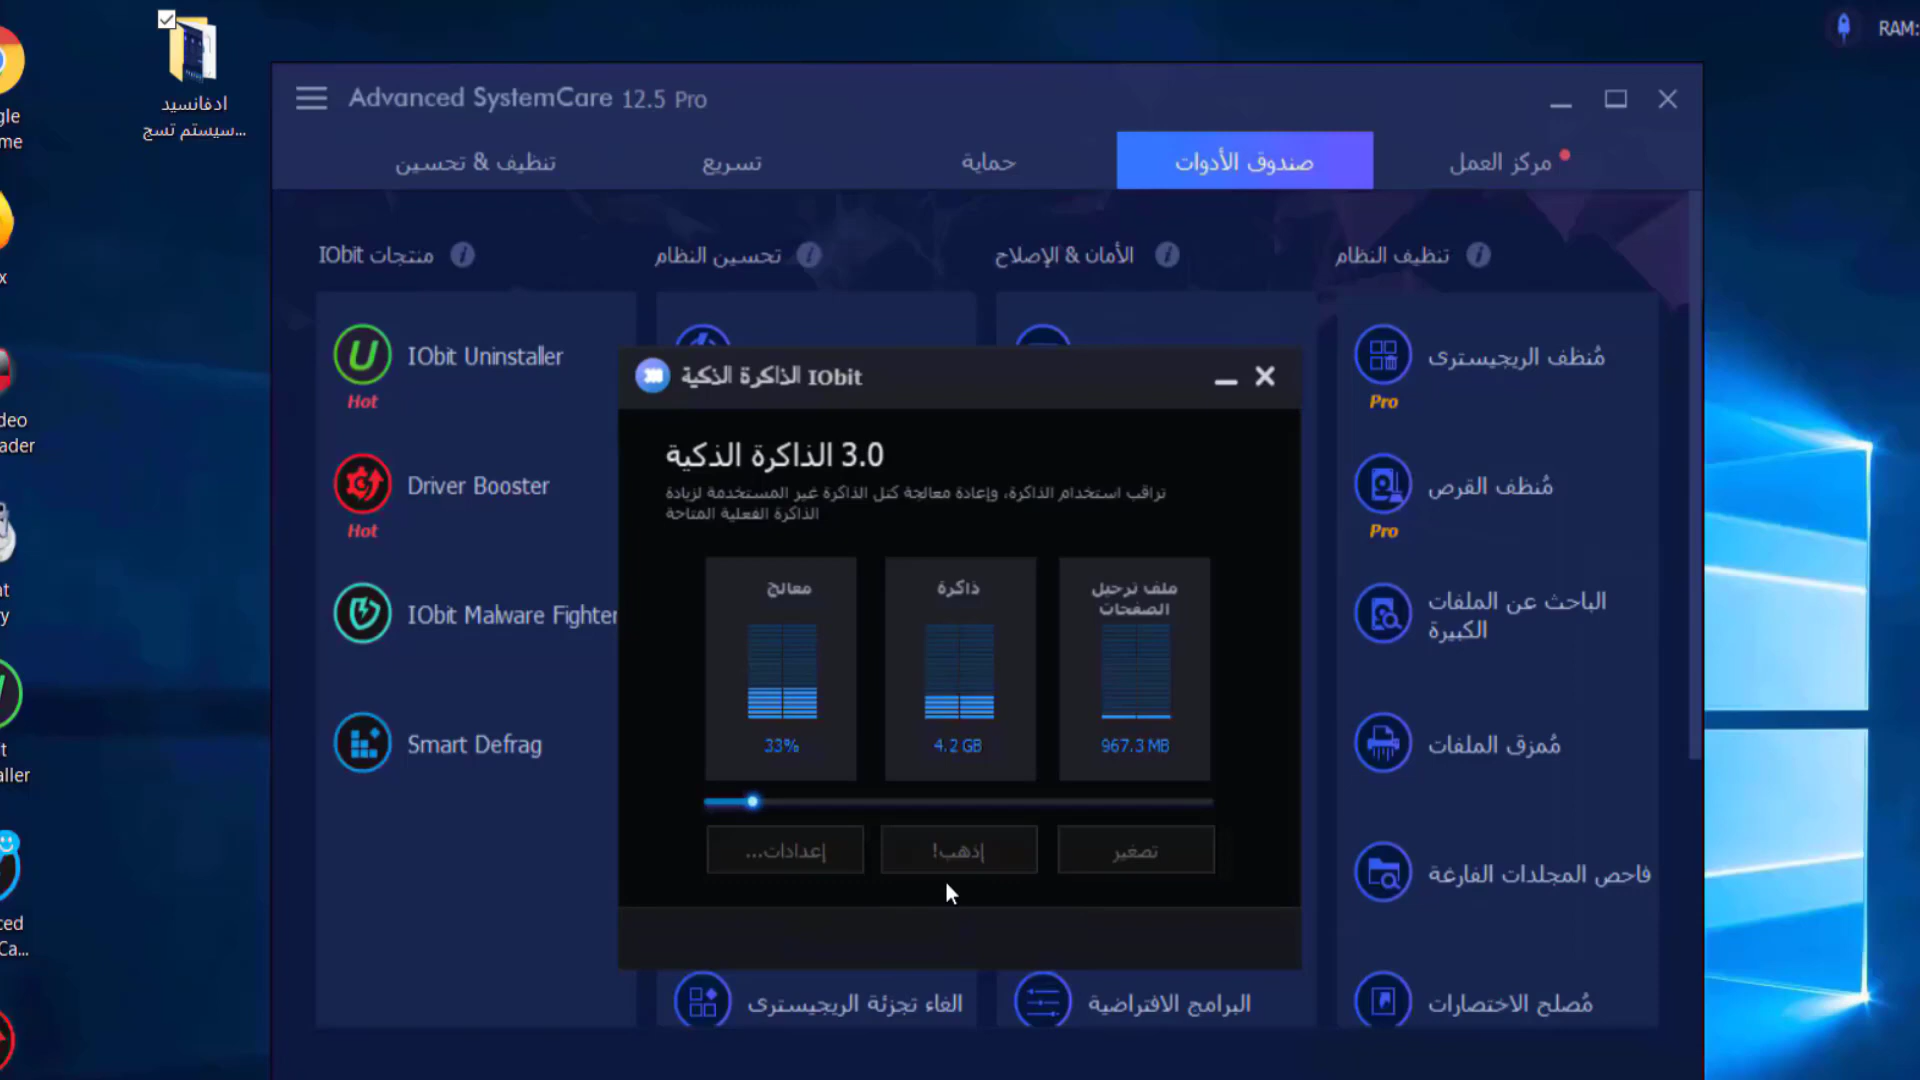 RAM:
ادفانسيد
سيستم تسج...
Advanced SystemCare 12.5 Pro
تنظيف & تحسين
تسريع
حماية
صندوق الأدوات
مركز العمل
منتجات IObit
تحسين النظام
الأمان & الإصلاح
تنظيف النظام
IObit Uninstaller
Hot
Driver Booster
Hot
IObit Malware Fighter
Smart Defrag
الذاكرة الذكية IObit
الذاكرة الذكية 3.0
تراقب استخدام الذاكرة، وإعادة معالجة كتل الذاكرة غير المستخدمة لزيادة
الذاكرة الفعلية المتاحة
معالج
33%
ذاكرة
4.2 GB
ملف ترحيل
الصفحات
967.3 MB
إعدادات...
إذهب!
تصغير
مُنظف الريجيسترى
Pro
مُنظف القرص
Pro
الباحث عن الملفات
الكبيرة
مُمزق الملفات
فاحص المجلدات الفارغة
مُصلح الاختصارات
الغاء تجزئة الريجيسترى
البرامج الافتراضية
gle
me
x
deo
ader
t
y
t
aller
ced
Ca...